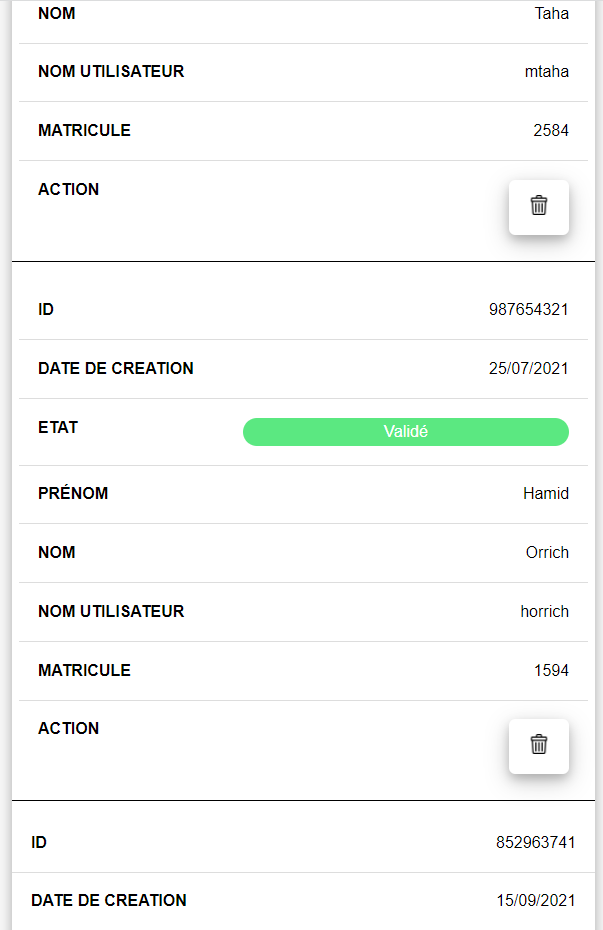 NOM Taha
NOM UTILISATEUR mtaha
MATRICULE 2584
ACTION
ID 987654321
DATE DE CREATION 25/07/2021
ETAT Validé
PRÉNOM Hamid
NOM Orrich
NOM UTILISATEUR horrich
MATRICULE 1594
ACTION
ID 852963741
DATE DE CREATION 15/09/2021